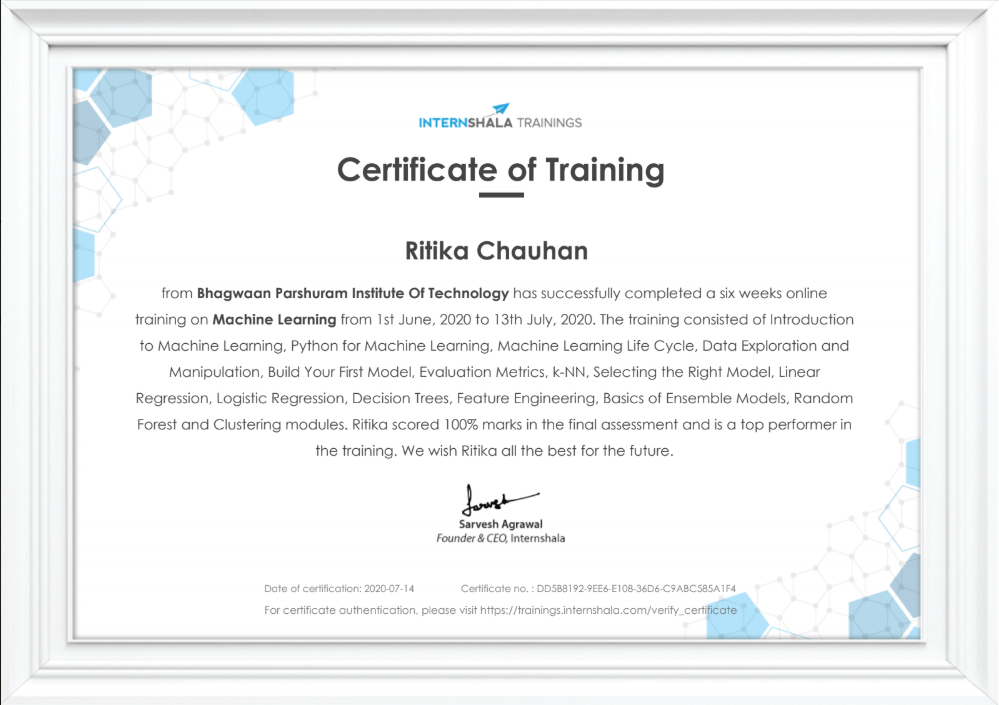 INTERNSHALA TRAININGS
Certificate of Training
Ritika Chauhan
from Bhagwaan Parshuram Institute Of Technology has successfully completed a six weeks online
training on Machine Learning from 1st June, 2020 to 13th July, 2020. The training consisted of Introduction
to Machine Learning, Python for Machine Learning, Machine Learning Life Cycle, Data Exploration and
Manipulation, Build Your First Model, Evaluation Metrics, k-NN, Selecting the Right Model, Linear
Regression, Logistic Regression, Decision Trees, Feature Engineering, Basics of Ensemble Models, Random
Forest and Clustering modules. Ritika scored 100% marks in the final assessment and is a top performer in
the training. We wish Ritika all the best for the future.
Sarvesh
Sarvesh Agrawal
Founder & CEO, Internshala
Date of certification: 2020-07-14 Certificate no. : DD5B8192-9EE6-E108-36D6-C9ABC585A1F4
For certificate authentication, please visit https://trainings.internshala.com/verify_certificate